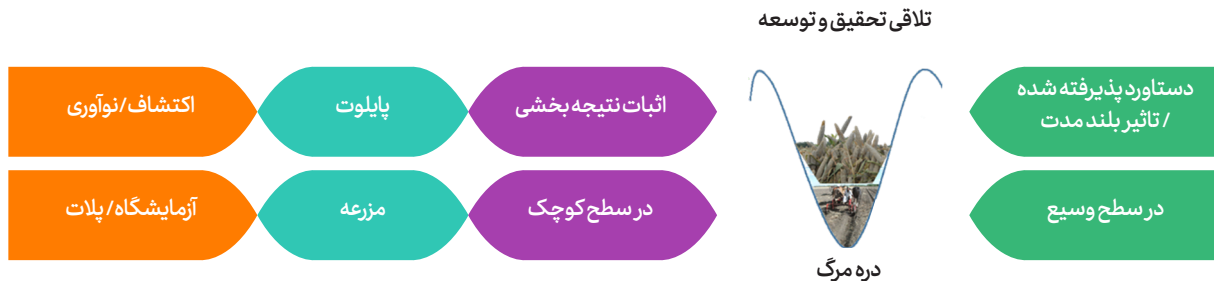 تلاقی تحقیق و توسعه
دستاورد پذیرفته شده
/ تاثیر بلند مدت
اثبات نتیجه بخشی
پایلوت
اکتشاف/نوآوری
در سطح وسیع
در سطح کوچک
مزرعه
آزمایشگاه/پلات
دره مرگ